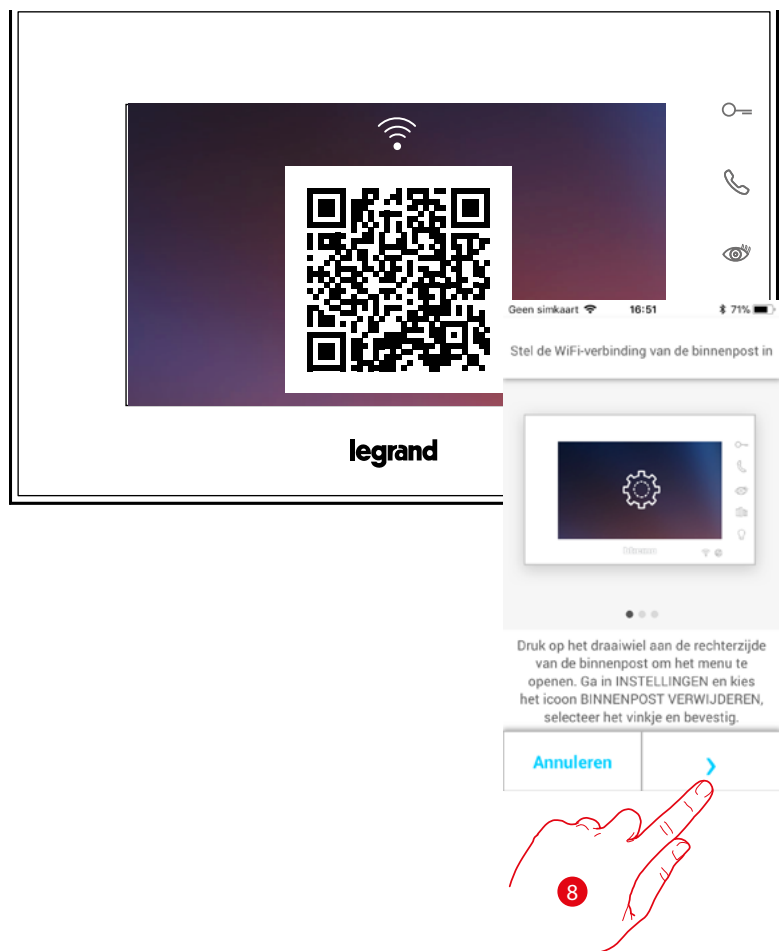 legrand
Geen simkaart 16:51 71%
Stel de WiFi-verbinding van de binnenpost in
bticino
Druk op het draaiwiel aan de rechterzijde
van de binnenpost om het menu te
openen. Ga in INSTELLINGEN en kies
het icoon BINNENPOST VERWIJDEREN,
selecteer het vinkje en bevestig.
Annuleren
8